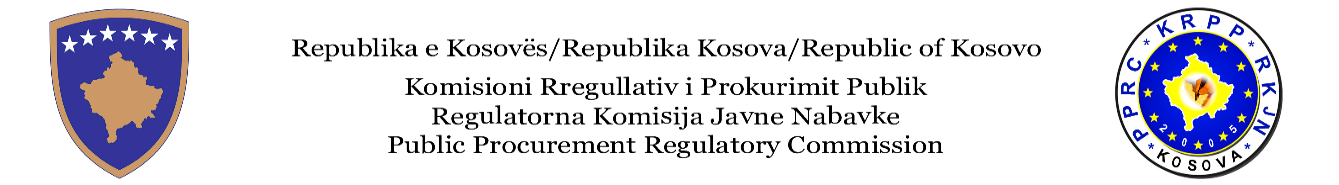 Republika e Kosovës/Republika Kosova/Republic of Kosovo
Komisioni Rregullativ i Prokurimit Publik
Regulatorna Komisija Javne Nabavke
Public Procurement Regulatory Commission
PPRC * KRPP * RKJN * KOSOVA *
2005